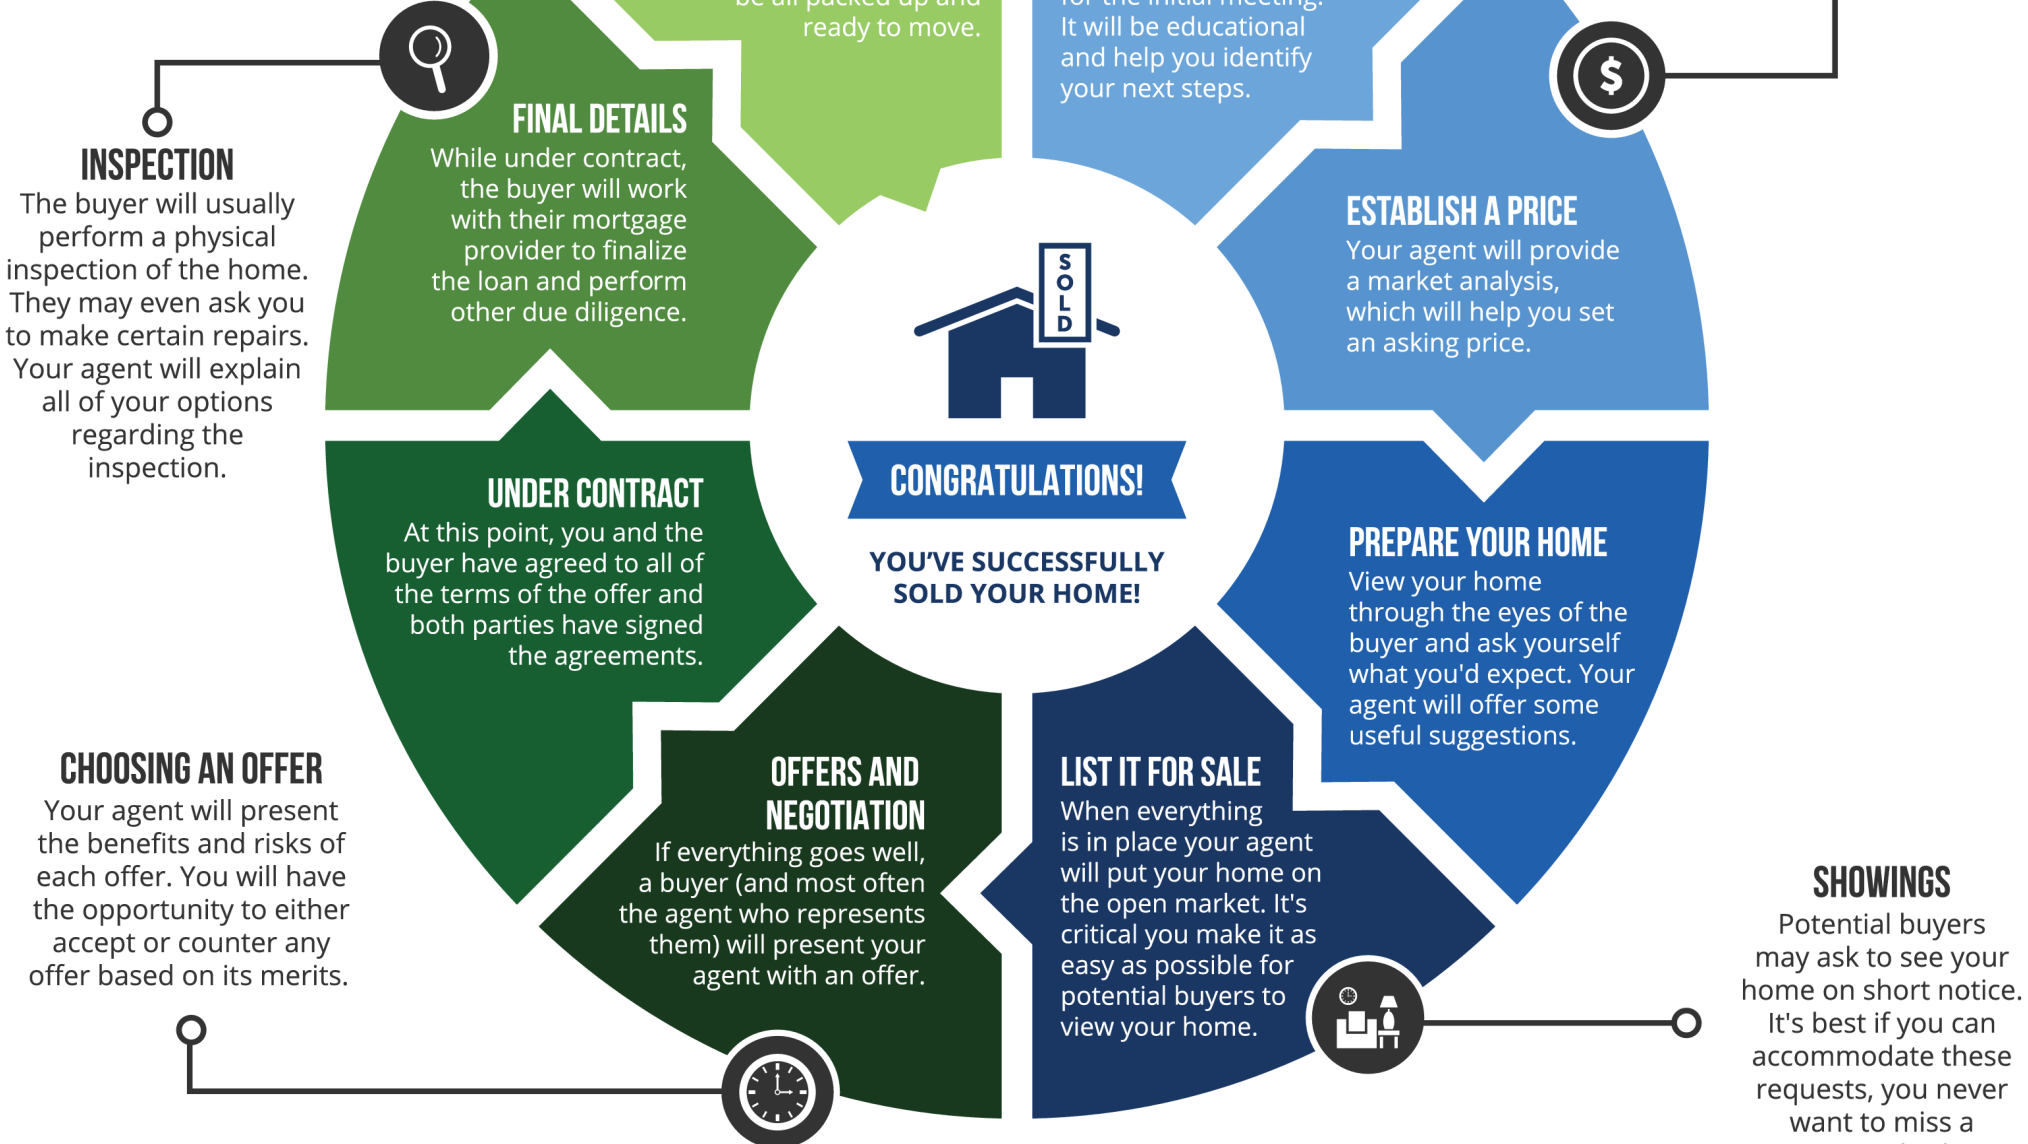 be all packed up and
ready to move.
for the initial meeting.
It will be educational
and help you identify
your next steps.
$
FINAL DETAILS
While under contract,
the buyer will work
with their mortgage
provider to finalize
the loan and perform
other due diligence.
INSPECTION
The buyer will usually
perform a physical
inspection of the home.
They may even ask you
to make certain repairs.
Your agent will explain
all of your options
regarding the
inspection.
ESTABLISH A PRICE
Your agent will provide
a market analysis,
which will help you set
an asking price.
SOLD
CONGRATULATIONS!
YOU'VE SUCCESSFULLY
SOLD YOUR HOME!
UNDER CONTRACT
At this point, you and the
buyer have agreed to all of
the terms of the offer and
both parties have signed
the agreements.
PREPARE YOUR HOME
View your home
through the eyes of the
buyer and ask yourself
what you'd expect. Your
agent will offer some
useful suggestions.
CHOOSING AN OFFER
Your agent will present
the benefits and risks of
each offer. You will have
the opportunity to either
accept or counter any
offer based on its merits.
OFFERS AND
NEGOTIATION
If everything goes well,
a buyer (and most often
the agent who represents
them) will present your
agent with an offer.
LIST IT FOR SALE
When everything
is in place your agent
will put your home on
the open market. It's
critical you make it as
easy as possible for
potential buyers to
view your home.
SHOWINGS
Potential buyers
may ask to see your
home on short notice.
It's best if you can
accommodate these
requests, you never
want to miss a